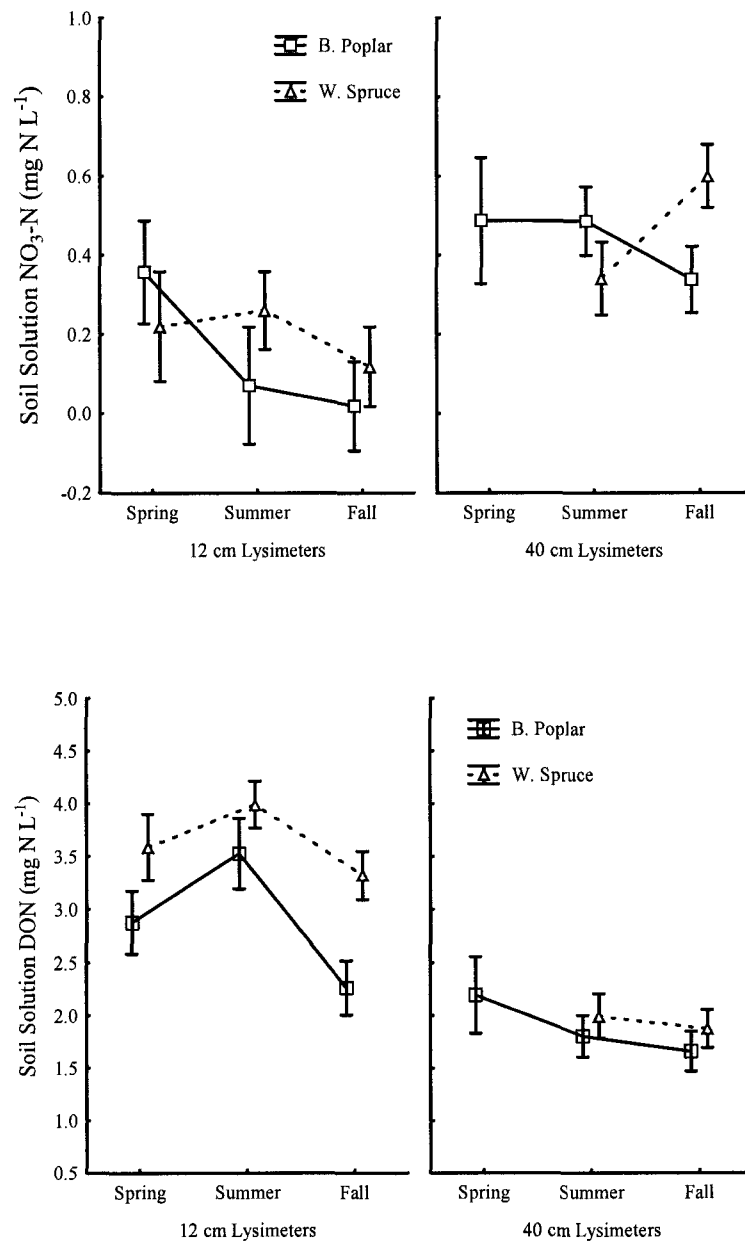 Soil Solution NO₃-N (mg N L⁻¹)
1.0
0.8
0.6
0.4
0.2
0.0
-0.2
B. Poplar
W. Spruce
Spring Summer Fall
12 cm Lysimeters
Spring Summer Fall
40 cm Lysimeters
Soil Solution DON (mg N L⁻¹)
5.0
4.5
4.0
3.5
3.0
2.5
2.0
1.5
1.0
0.5
B. Poplar
W. Spruce
Spring Summer Fall
12 cm Lysimeters
Spring Summer Fall
40 cm Lysimeters